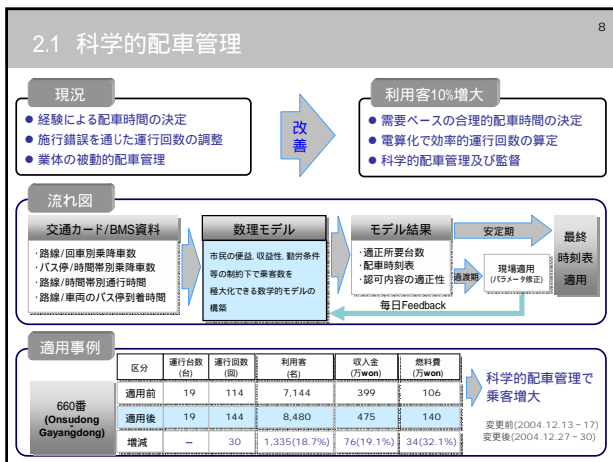 8
2.1 科学的配車管理
現況
● 経験による配車時間の決定
● 施行錯誤を通じた運行回数の調整
● 業体の被動的配車管理
改
善
利用客10%増大
● 需要ベースの合理的配車時間の決定
● 電算化で効率的運行回数の算定
● 科学的配車管理及び監督
流れ図
交通カード/BMS資料
・路線/回車別乗降車数
・バス停/時間帯別乗降車数
・路線/時間帯別通行時間
・路線/車両のバス停到着時間
数理モデル
市民の便益, 収益性, 勤労条件
等の制約下で乗客数を
極大化できる数学的モデルの
構築
モデル結果
・適正所要台数
・配車時刻表
・認可内容の適正性
安定期
過渡期
現場適用
(パラメータ修正)
最終
時刻表
適用
毎日Feedback
適用事例
660番
(Onsudong
-
Gayangdong)
区分 運行台数(台) 運行回数(回) 利用客(名) 収入金(万won) 燃料費(万won)
適用前 19 114 7,144 399 106
適用後 19 144 8,480 475 140
増減 － 30 1,335(18.7%) 76(19.1%) 34(32.1%)
科学的配車管理で
乗客増大
変更前(2004.12.13－17)
変更後(2004.12.27－30)